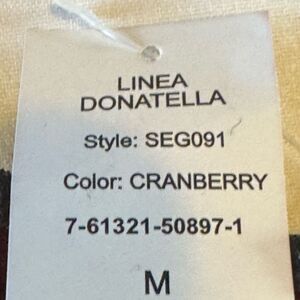 LINEA
DONATELLA
Style: SEG091
Color: CRANBERRY
7-61321-50897-1
M